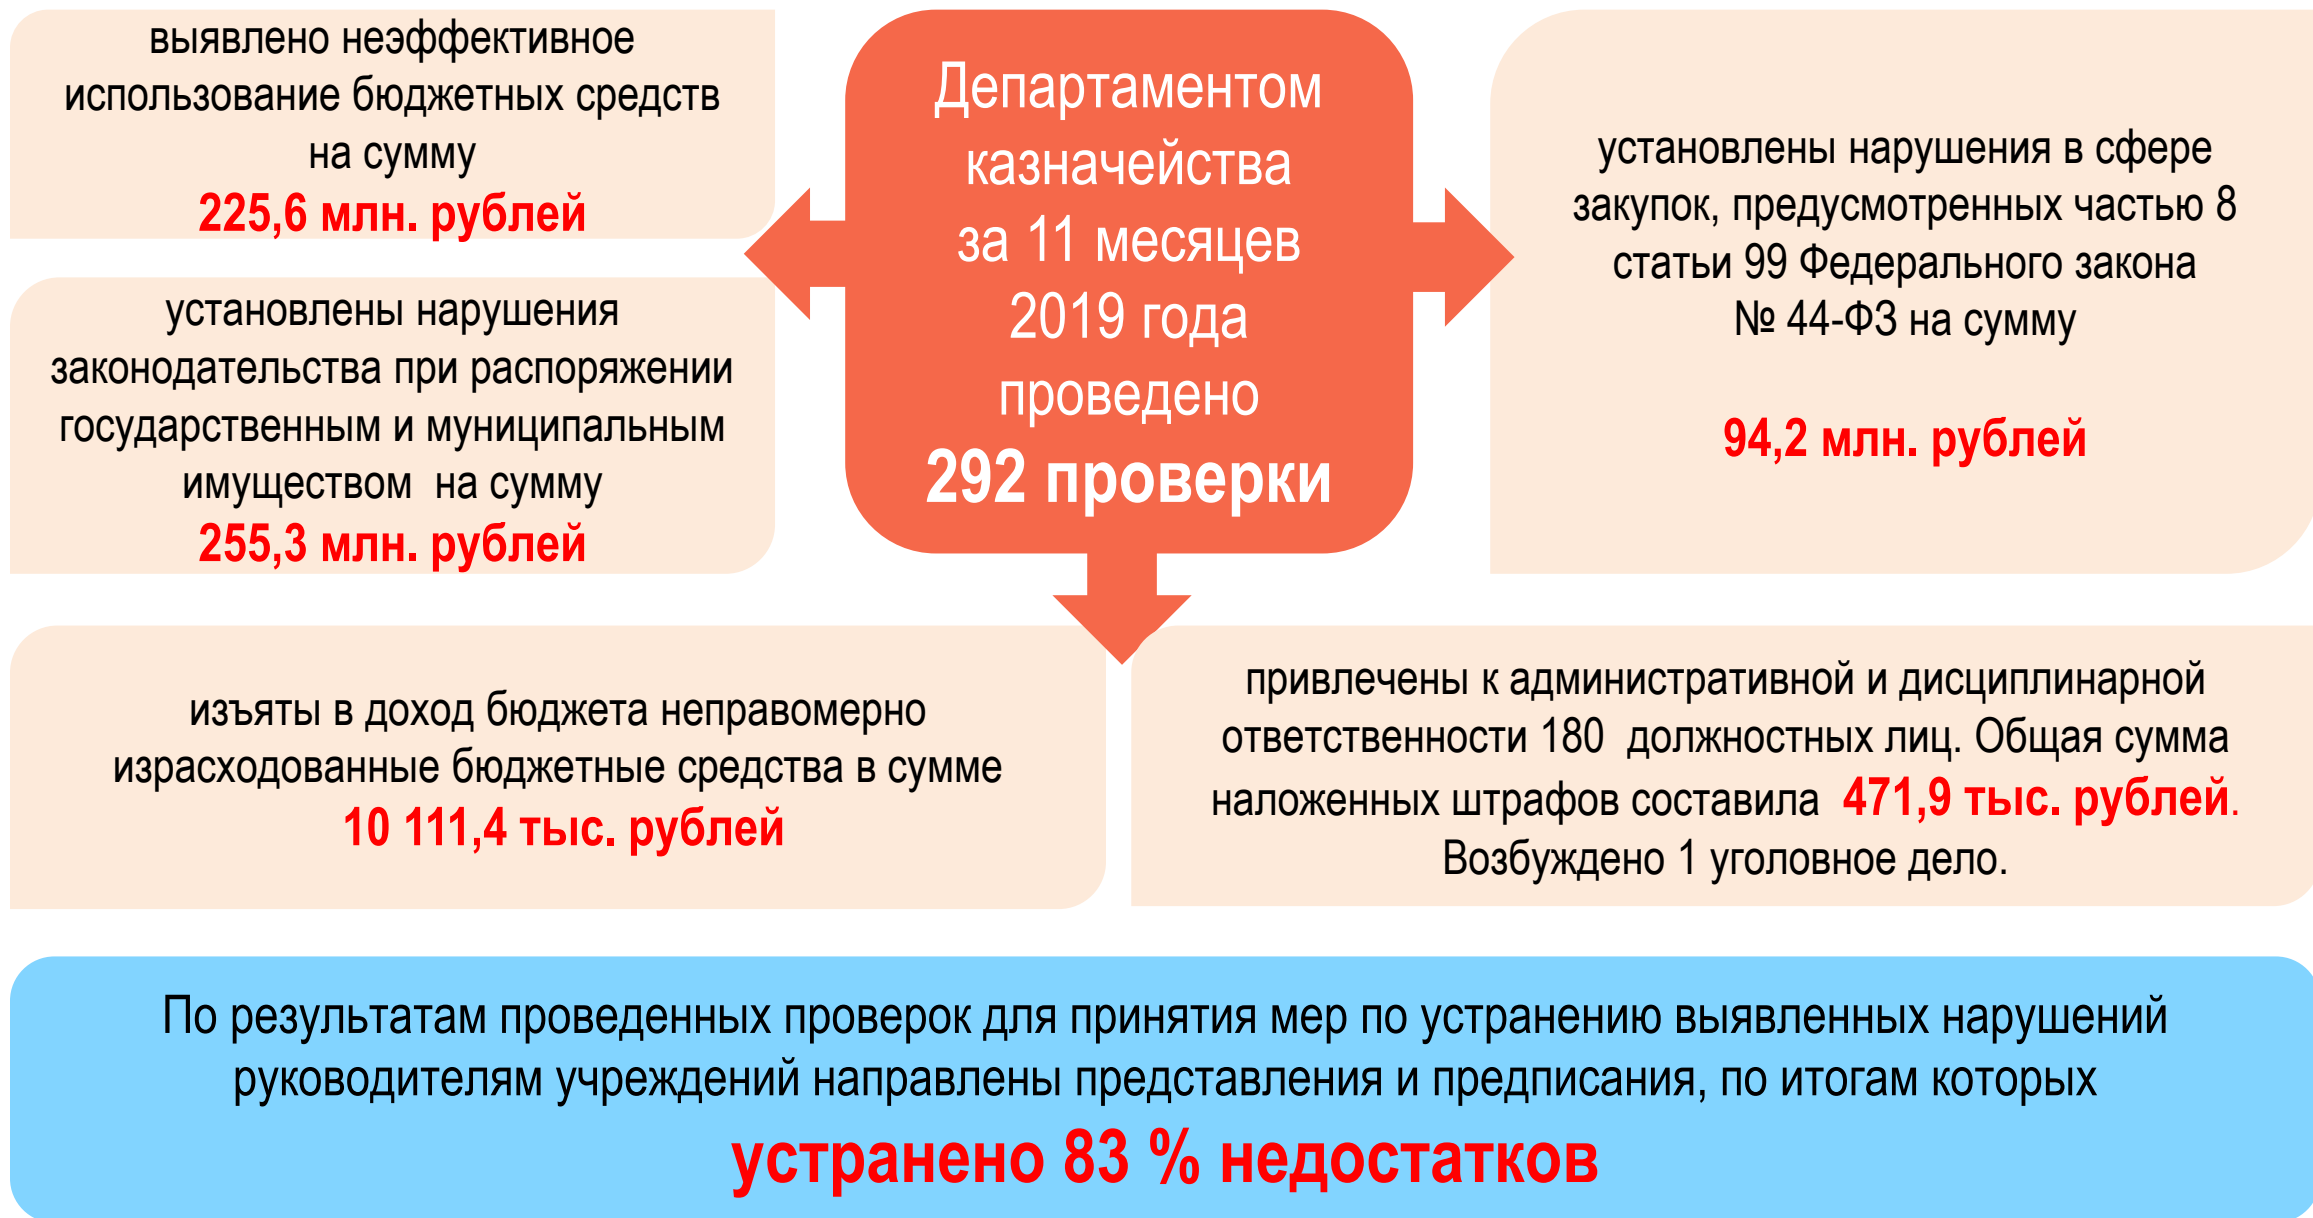 выявлено неэффективное
использование бюджетных средств
на сумму
225,6 млн. рублей
установлены нарушения
законодательства при распоряжении
государственным и муниципальным
имуществом на сумму
255,3 млн. рублей
Департаментом
казначейства
за 11 месяцев
2019 года
проведено
292 проверки
установлены нарушения в сфере
закупок, предусмотренных частью 8
статьи 99 Федерального закона
№ 44-ФЗ на сумму
94,2 млн. рублей
изъяты в доход бюджета неправомерно
израсходованные бюджетные средства в сумме
10 111,4 тыс. рублей
привлечены к административной и дисциплинарной
ответственности 180 должностных лиц. Общая сумма
наложенных штрафов составила 471,9 тыс. рублей.
Возбуждено 1 уголовное дело.
По результатам проведенных проверок для принятия мер по устранению выявленных нарушений
руководителям учреждений направлены представления и предписания, по итогам которых
устранено 83 % недостатков